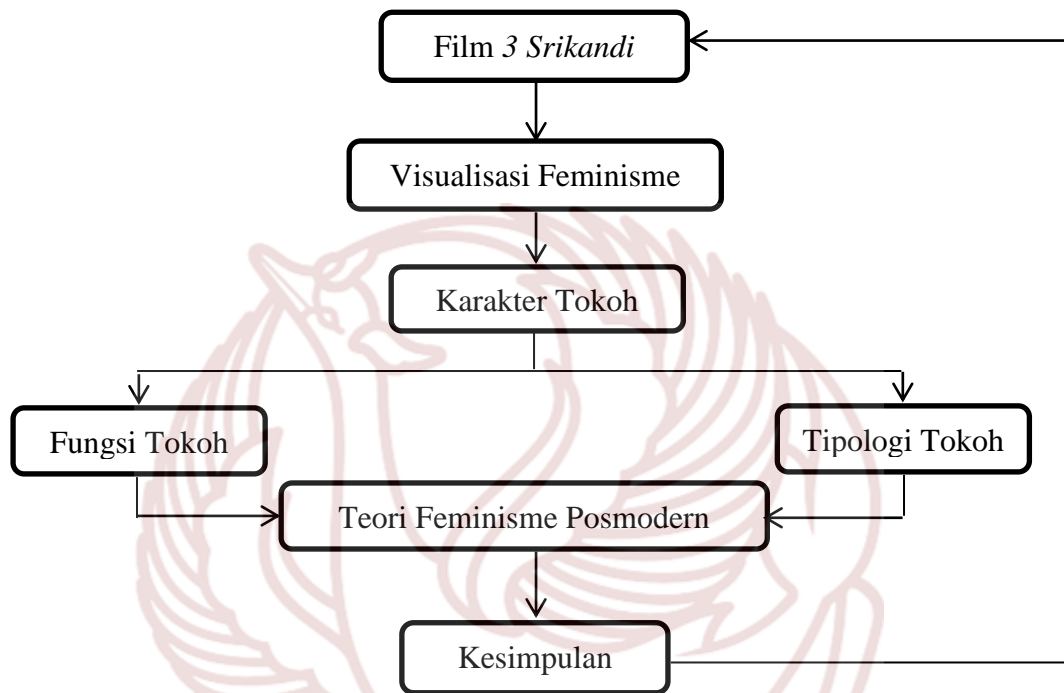 Film 3 Srikandi
Visualisasi Feminisme
Karakter Tokoh
Fungsi Tokoh
Tipologi Tokoh
Teori Feminisme Posmodern
Kesimpulan